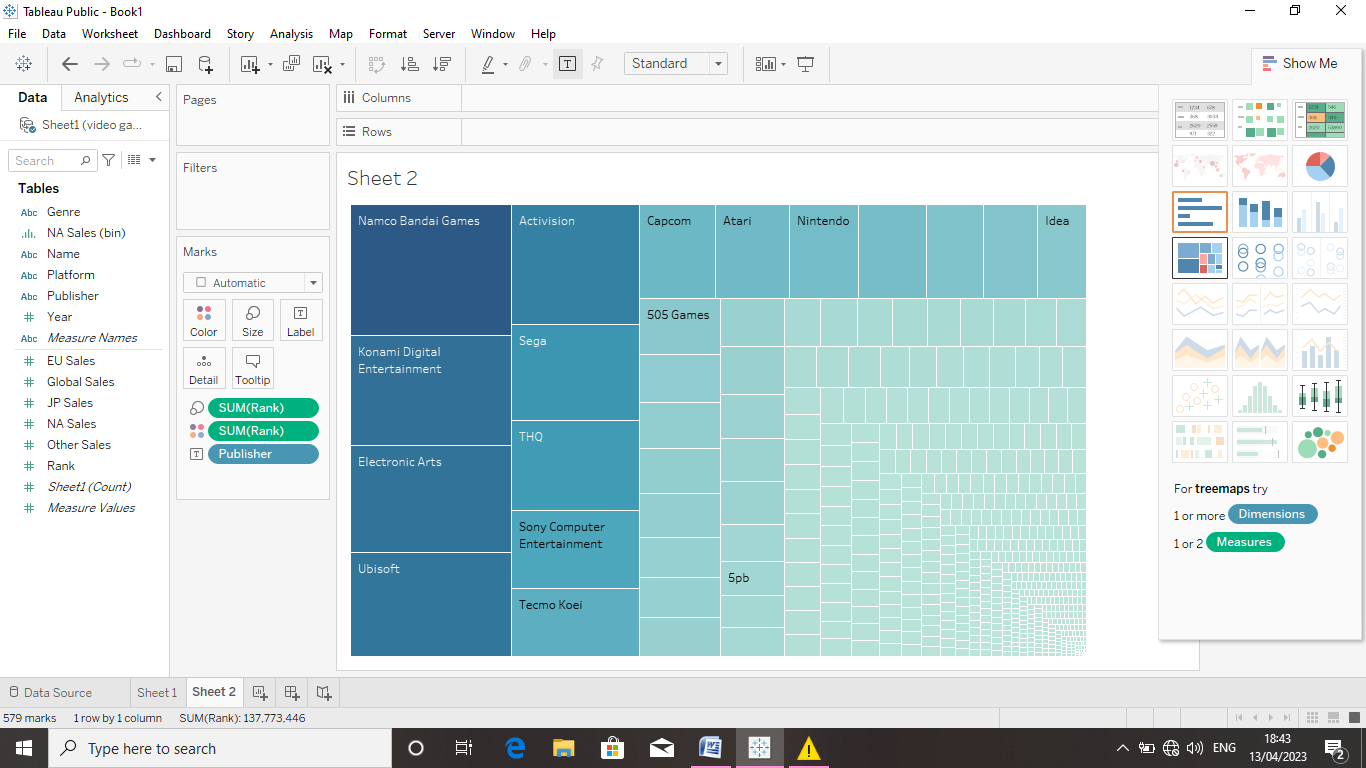 Tableau Public - Book1
File Data Worksheet Dashboard Story Analysis Map Format Server Window Help
Standard
Show Me
Data Analytics
Sheet1 (video ga...
Search
Tables
Abc Genre
NA Sales (bin)
Abc Name
Abc Platform
Abc Publisher
Year
Abc Measure Names
EU Sales
Global Sales
JP Sales
NA Sales
Other Sales
Rank
Sheet1 (Count)
Measure Values
Pages
Filters
Marks
Automatic
Color Size Label
Detail Tooltip
SUM(Rank)
SUM(Rank)
Publisher
Columns
Rows
Sheet 2
Namco Bandai Games
Konami Digital
Entertainment
Electronic Arts
Ubisoft
Activision
Sega
THQ
Sony Computer
Entertainment
Tecmo Koei
Capcom
Atari
Nintendo
Idea
505 Games
5pb
For treemaps try
1 or more Dimensions
1 or 2 Measures
Data Source Sheet 1 Sheet 2
579 marks 1 row by 1 column SUM(Rank): 137,773,446
Type here to search
ENG
18:43
13/04/2023
2